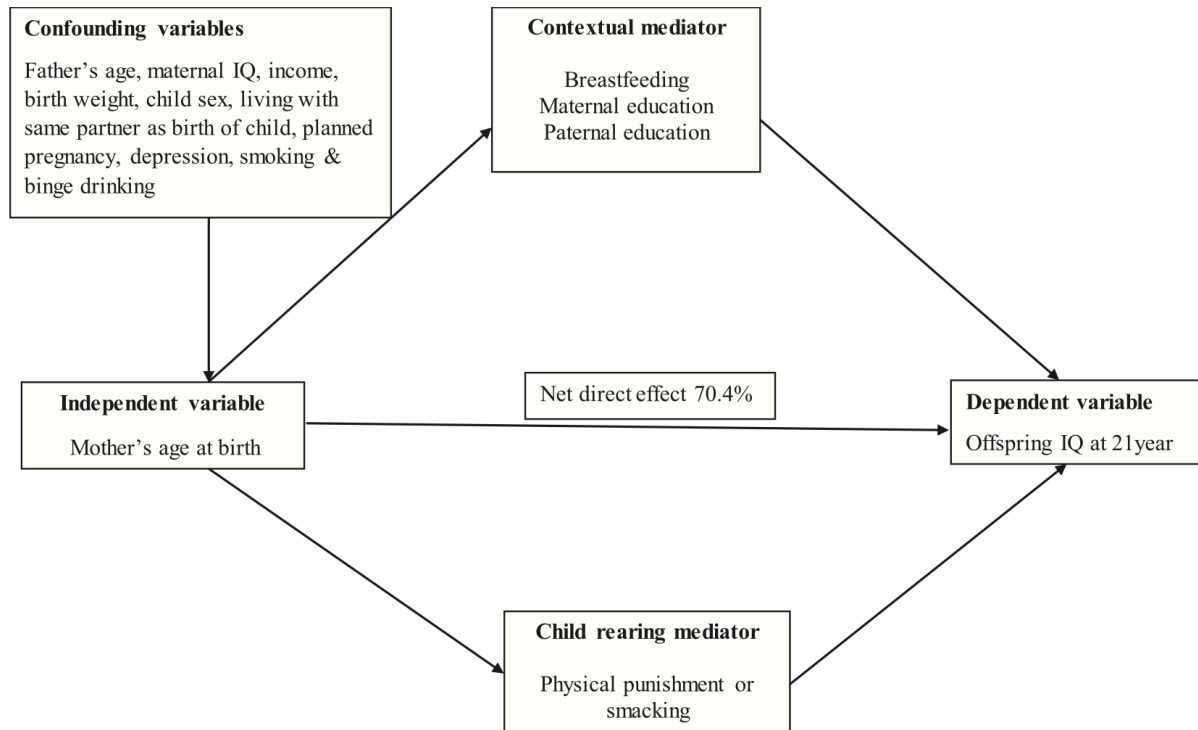 Confounding variables
Father's age, maternal IQ, income,
birth weight, child sex, living with
same partner as birth of child, planned
pregnancy, depression, smoking &
binge drinking
Contextual mediator
Breastfeeding
Maternal education
Paternal education
Independent variable
Mother's age at birth
Net direct effect 70.4%
Dependent variable
Offspring IQ at 21year
Child rearing mediator
Physical punishment or
smacking